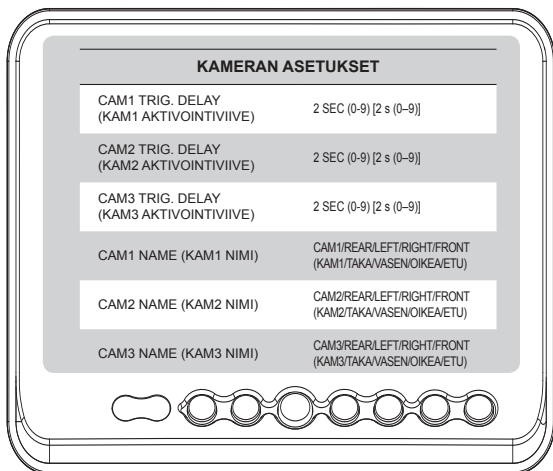 KAMERAN ASETUKSET
CAM1 TRIG. DELAY
(KAM1 AKTIVOINTIVIIVE)
2 SEC (0-9) [2 s (0–9)]
CAM2 TRIG. DELAY
(KAM2 AKTIVOINTIVIIVE)
2 SEC (0-9) [2 s (0–9)]
CAM3 TRIG. DELAY
(KAM3 AKTIVOINTIVIIVE)
2 SEC (0-9) [2 s (0–9)]
CAM1 NAME (KAM1 NIMI)
CAM1/REAR/LEFT/RIGHT/FRONT
(KAM1/TAKA/VASEN/OIKEA/ETU)
CAM2 NAME (KAM2 NIMI)
CAM2/REAR/LEFT/RIGHT/FRONT
(KAM2/TAKA/VASEN/OIKEA/ETU)
CAM3 NAME (KAM3 NIMI)
CAM3/REAR/LEFT/RIGHT/FRONT
(KAM3/TAKA/VASEN/OIKEA/ETU)